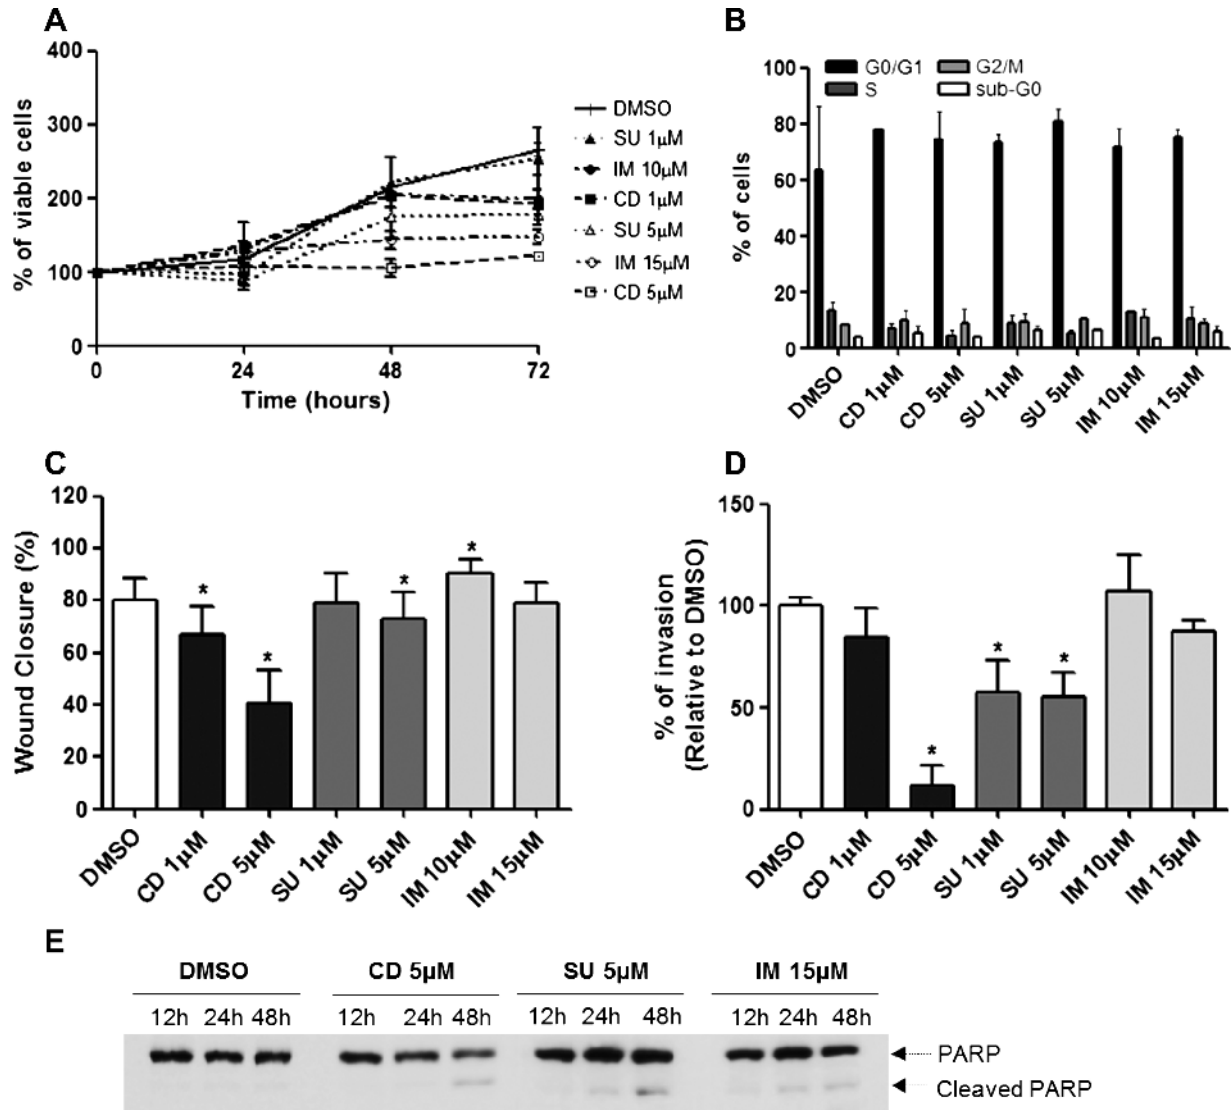 A
400
300
200
100
0
% of viable cells
0 24 48 72
Time (hours)
DMSO
SU 1µM
IM 10µM
CD 1µM
SU 5µM
IM 15µM
CD 5µM
B
100
80
60
40
20
0
% of cells
G0/G1 G2/M
S sub-G0
DMSO CD 1µM CD 5µM SU 1µM SU 5µM IM 10µM IM 15µM
C
120
100
80
60
40
20
0
Wound Closure (%)
* * * *
DMSO CD 1µM CD 5µM SU 1µM SU 5µM IM 10µM IM 15µM
D
150
100
50
0
% of invasion
(Relative to DMSO)
* * *
DMSO CD 1µM CD 5µM SU 1µM SU 5µM IM 10µM IM 15µM
E
DMSO CD 5µM SU 5µM IM 15µM
12h 24h 48h 12h 24h 48h 12h 24h 48h 12h 24h 48h
PARP
Cleaved PARP